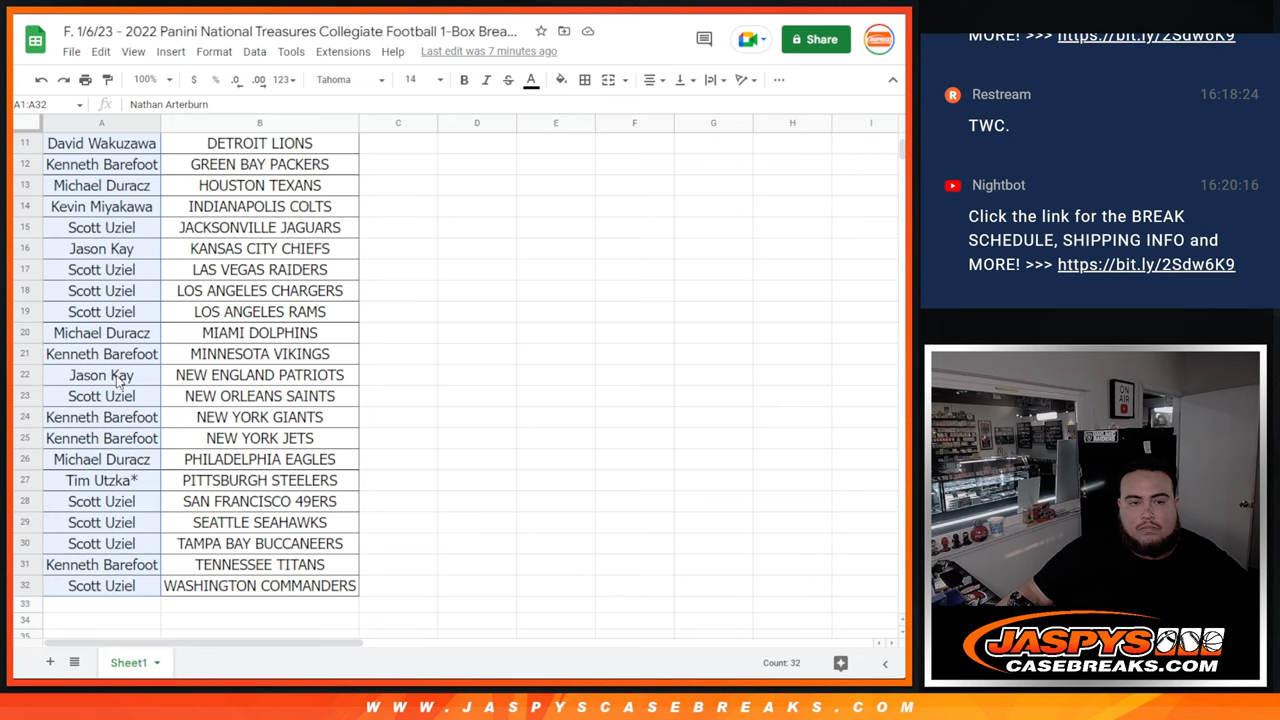 F. 1/6/23 - 2022 Panini National Treasures Collegiate Football 1-Box Brea...
File Edit View Insert Format Data Tools Extensions Help Last edit was 7 minutes ago
Share
100% $ % .0 .00 123 Tahoma 14 B I S A
A1:A32 fx Nathan Arterburn
A B C D E F G H I
11 David Wakuzawa DETROIT LIONS
12 Kenneth Barefoot GREEN BAY PACKERS
13 Michael Duracz HOUSTON TEXANS
14 Kevin Miyakawa INDIANAPOLIS COLTS
15 Scott Uziel JACKSONVILLE JAGUARS
16 Jason Kay KANSAS CITY CHIEFS
17 Scott Uziel LAS VEGAS RAIDERS
18 Scott Uziel LOS ANGELES CHARGERS
19 Scott Uziel LOS ANGELES RAMS
20 Michael Duracz MIAMI DOLPHINS
21 Kenneth Barefoot MINNESOTA VIKINGS
22 Jason Kay NEW ENGLAND PATRIOTS
23 Scott Uziel NEW ORLEANS SAINTS
24 Kenneth Barefoot NEW YORK GIANTS
25 Kenneth Barefoot NEW YORK JETS
26 Michael Duracz PHILADELPHIA EAGLES
27 Tim Utzka* PITTSBURGH STEELERS
28 Scott Uziel SAN FRANCISCO 49ERS
29 Scott Uziel SEATTLE SEAHAWKS
30 Scott Uziel TAMPA BAY BUCCANEERS
31 Kenneth Barefoot TENNESSEE TITANS
32 Scott Uziel WASHINGTON COMMANDERS
33
34
35
Sheet1
Count: 32
MORE! >>> https://bit.ly/2Sdw6K9
Restream 16:18:24
TWC.
Nightbot 16:20:16
Click the link for the BREAK
SCHEDULE, SHIPPING INFO and
MORE! >>> https://bit.ly/2Sdw6K9
ON
AIR
JASPYS
CASEBREAKS.COM
WWW.JASPYSCASEBREAKS.COM